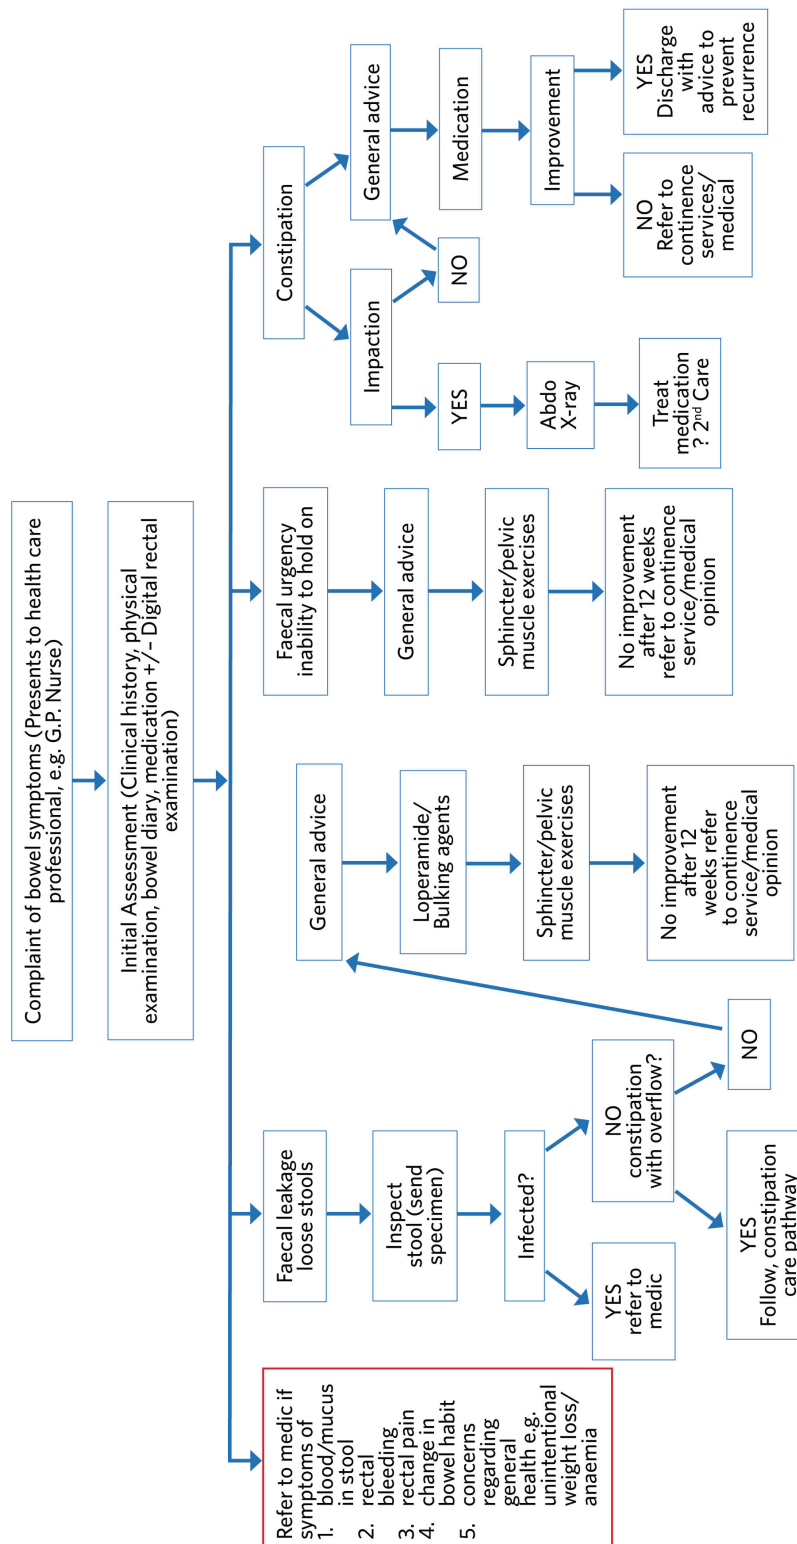 Complaint of bowel symptoms (Presents to health care
professional, e.g. G.P. Nurse)
Initial Assessment (Clinical history, physical
examination, bowel diary, medication +/– Digital rectal
examination)
Refer to medic if
symptoms of
1. blood/mucus
in stool
2. rectal
bleeding
3. rectal pain
4. change in
bowel habit
5. concerns
regarding
general
health e.g.
unintentional
weight loss/
anaemia
Faecal leakage
loose stools
Inspect
stool (send
specimen)
Infected?
YES
refer to
medic
NO
constipation
with overflow?
YES
Follow, constipation
care pathway
NO
General advice
Loperamide/
Bulking agents
Sphincter/pelvic
muscle exercises
No improvement
after 12
weeks refer
to continence
service/medical
opinion
Faecal urgency
inability to hold on
General advice
Sphincter/pelvic
muscle exercises
No improvement
after 12 weeks
refer to continence
service/medical
opinion
Constipation
Impaction
YES
Abdo
X-ray
Treat
medication
? 2nd Care
NO
General advice
Medication
Improvement
NO
Refer to
continence
services/
medical
YES
Discharge
with
advice to
prevent
recurrence